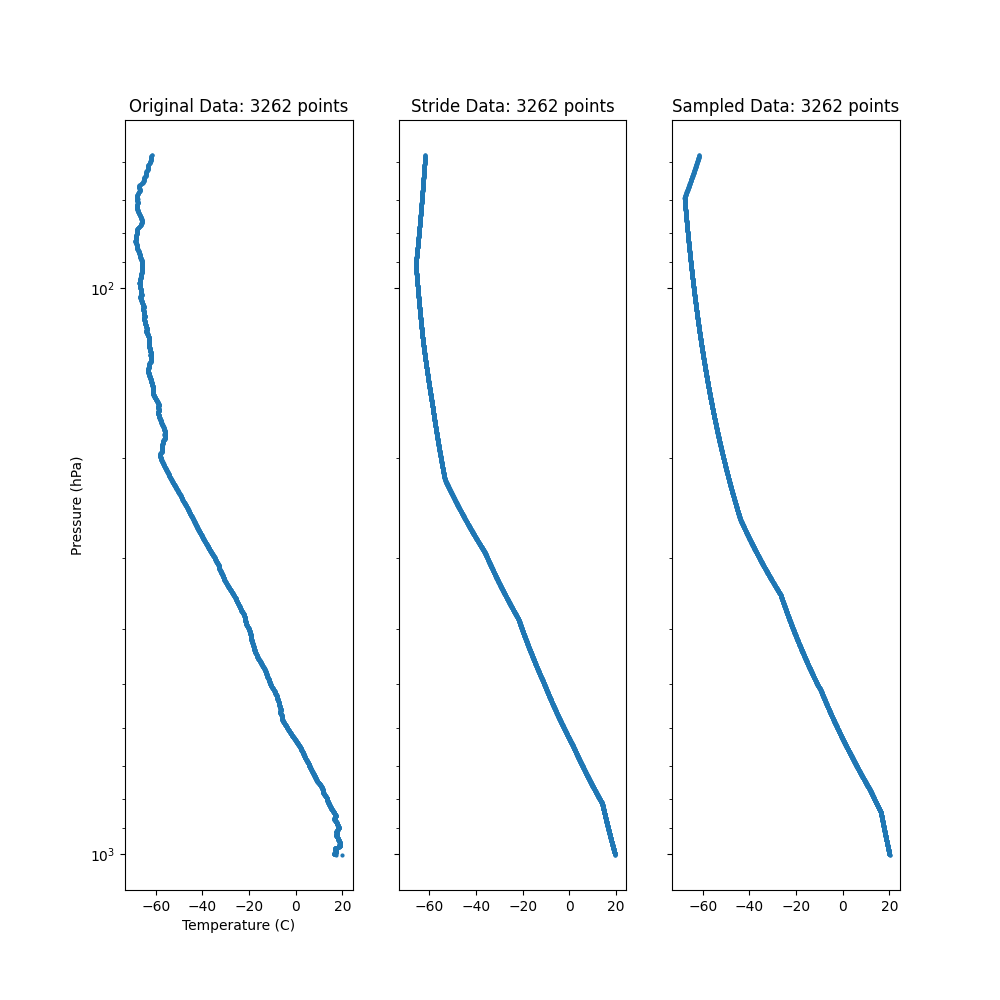 Original Data: 3262 points
Stride Data: 3262 points
Sampled Data: 3262 points
Pressure (hPa)
10²
10³
−60 −40 −20 0 20
−60 −40 −20 0 20
−60 −40 −20 0 20
Temperature (C)